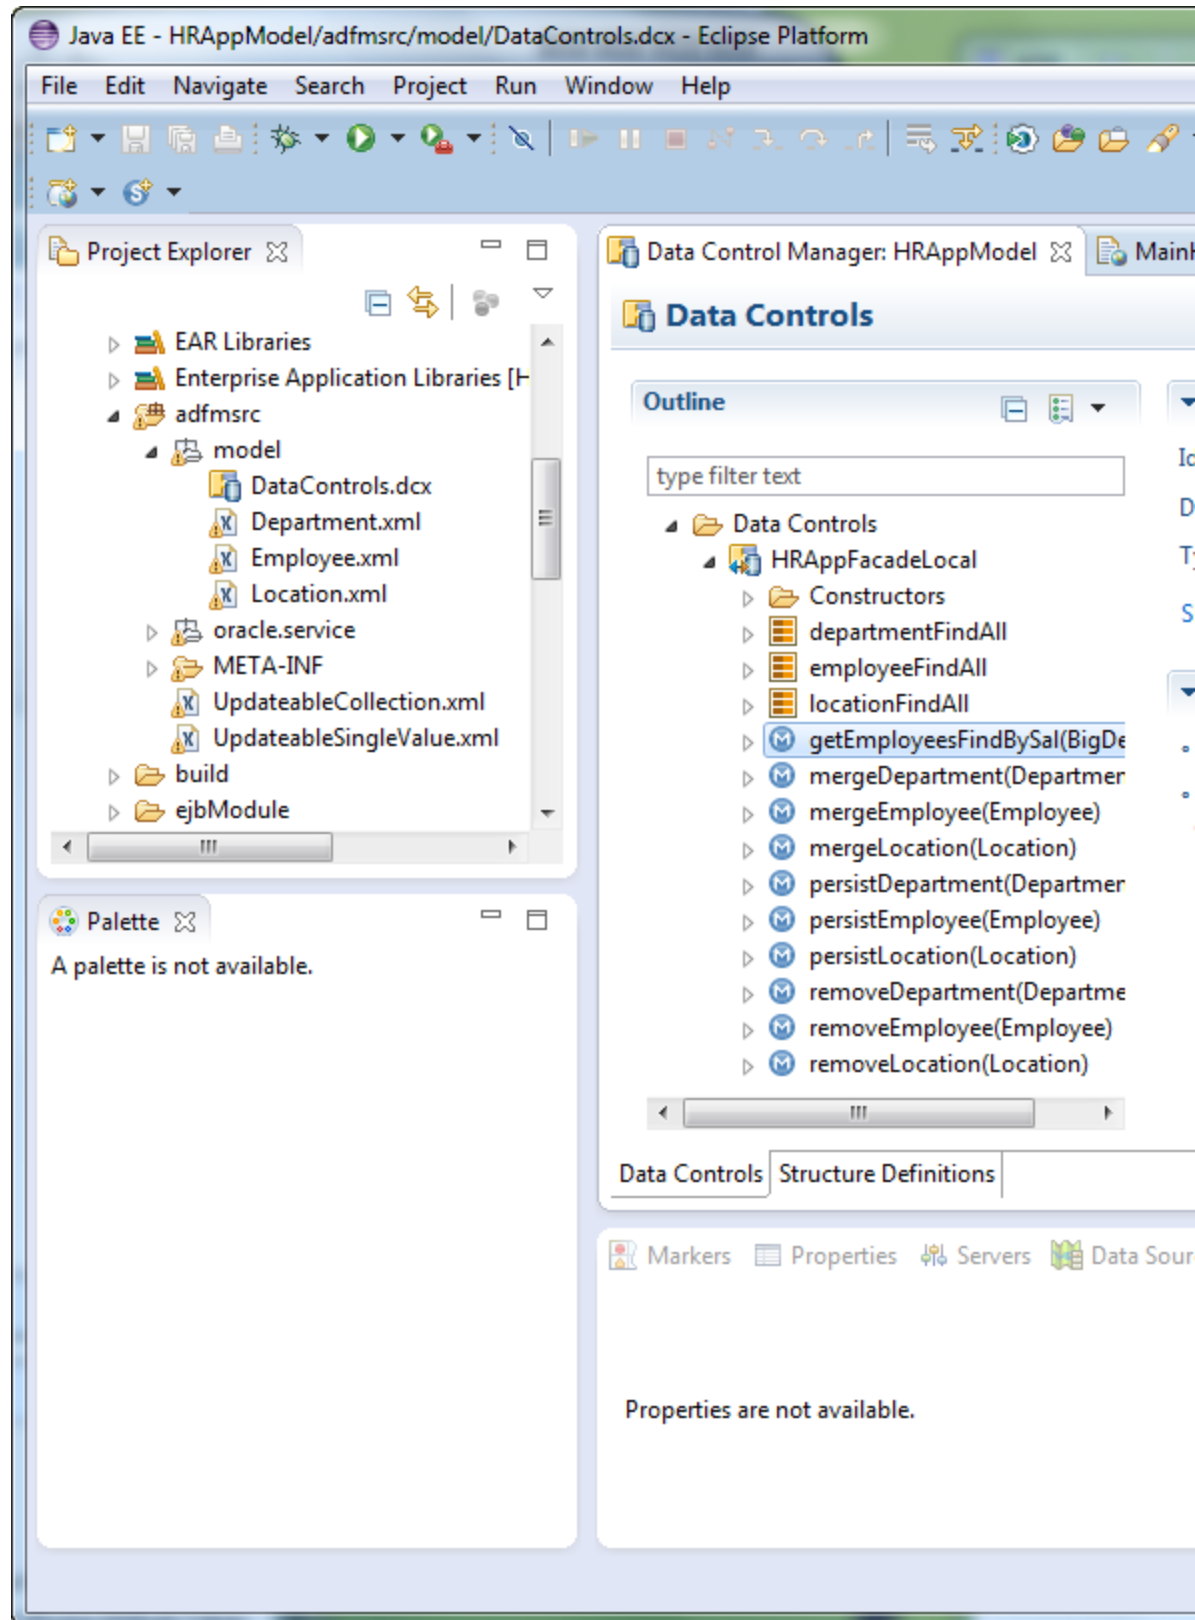 Java EE - HRAppModel/adfmsrc/model/DataControls.dcx - Eclipse Platform
File Edit Navigate Search Project Run Window Help
Project Explorer
EAR Libraries
Enterprise Application Libraries [H
adfmsrc
model
DataControls.dcx
Department.xml
Employee.xml
Location.xml
oracle.service
META-INF
UpdateableCollection.xml
UpdateableSingleValue.xml
build
ejbModule
Palette
A palette is not available.
Data Control Manager: HRAppModel
Data Controls
Outline
type filter text
Data Controls
HRAppFacadeLocal
Constructors
departmentFindAll
employeeFindAll
locationFindAll
getEmployeesFindBySal(BigDe
mergeDepartment(Departmen
mergeEmployee(Employee)
mergeLocation(Location)
persistDepartment(Departmen
persistEmployee(Employee)
persistLocation(Location)
removeDepartment(Departme
removeEmployee(Employee)
removeLocation(Location)
Data Controls Structure Definitions
Markers Properties Servers Data Sour
Properties are not available.